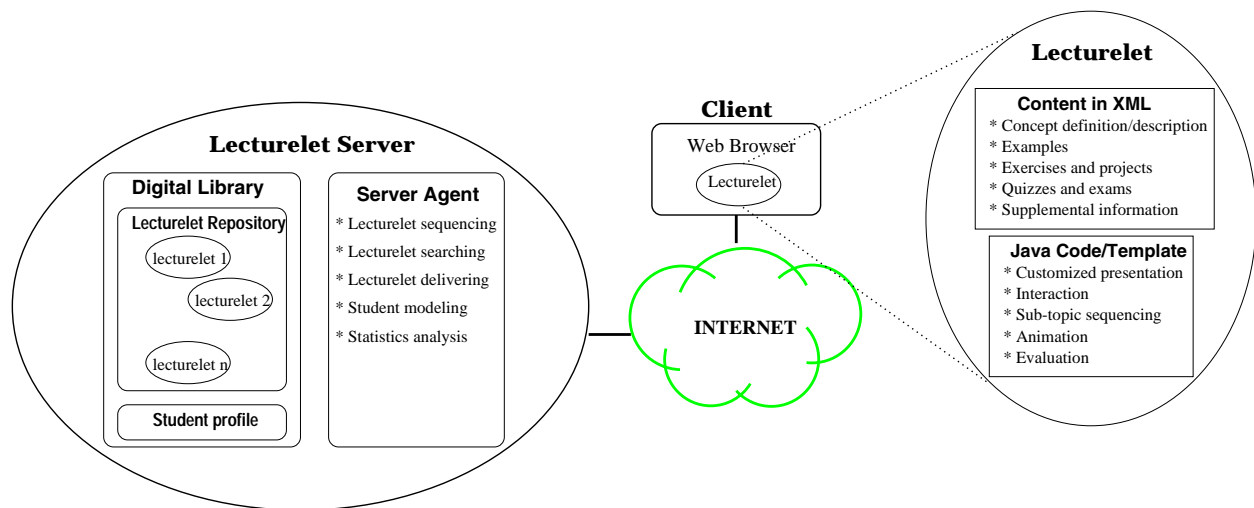 Lecturelet Server
Digital Library
Lecturelet Repository
lecturelet 1
lecturelet 2
lecturelet n
Student profile
Server Agent
* Lecturelet sequencing
* Lecturelet searching
* Lecturelet delivering
* Student modeling
* Statistics analysis
Client
Web Browser
Lecturelet
INTERNET
Lecturelet
Content in XML
* Concept definition/description
* Examples
* Exercises and projects
* Quizzes and exams
* Supplemental information
Java Code/Template
* Customized presentation
* Interaction
* Sub-topic sequencing
* Animation
* Evaluation